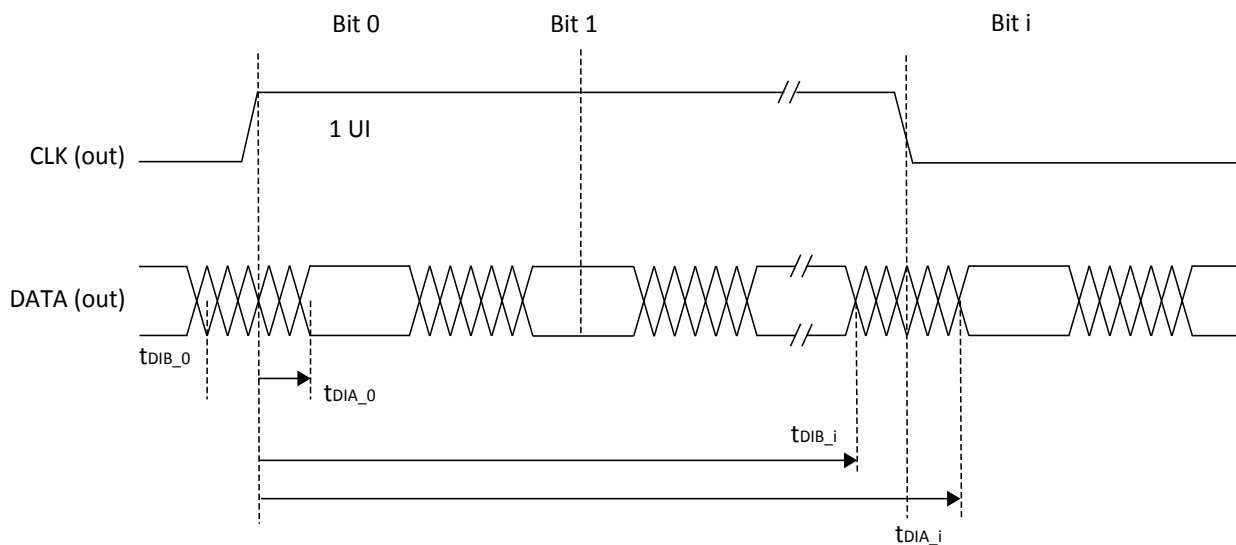 Bit 0 Bit 1 Bit i
1 UI
CLK (out)
DATA (out)
tDIB_0
tDIA_0
tDIB_i
tDIA_i